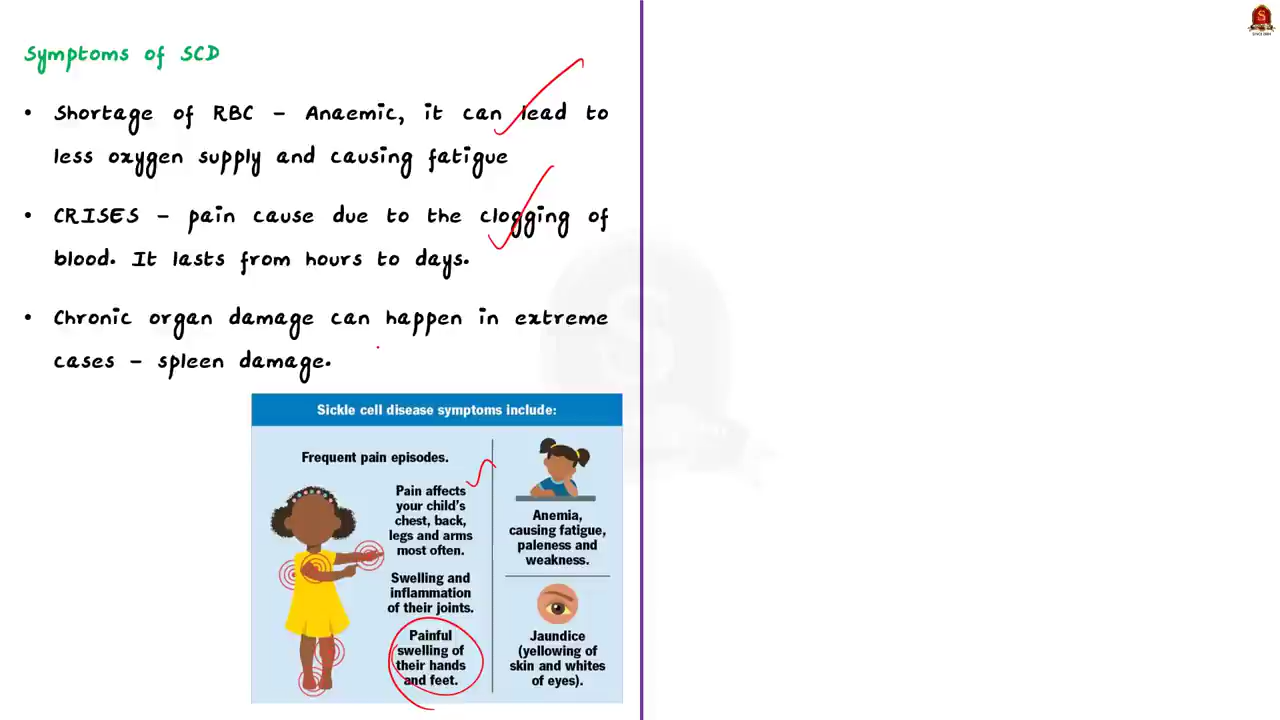 Symptoms of SCD
• Shortage of RBC – Anaemic, it can lead to
less oxygen supply and causing fatigue
• CRISES – pain cause due to the clogging of
blood. It lasts from hours to days.
• Chronic organ damage can happen in extreme
cases – spleen damage.
Sickle cell disease symptoms include:
Frequent pain episodes.
Pain affects
your child's
chest, back,
legs and arms
most often.
Swelling and
inflammation
of their joints.
Painful
swelling of
their hands
and feet.
Anemia,
causing fatigue,
paleness and
weakness.
Jaundice
(yellowing of
skin and whites
of eyes).
S